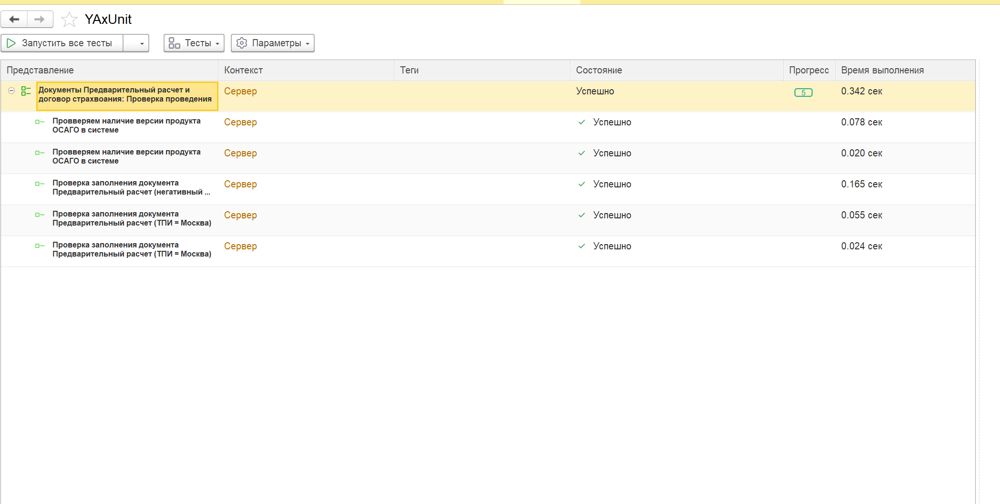 YAxUnit
Запустить все тесты
Тесты
Параметры
Представление
Контекст
Теги
Состояние
Прогресс
Время выполнения
Документы Предварительный расчет и
договор страхвоания: Проверка проведения
Сервер
Успешно
5
0.342 сек
Провверяем наличие версии продукта
ОСАГО в системе
Сервер
Успешно
0.078 сек
Провверяем наличие версии продукта
ОСАГО в системе
Сервер
Успешно
0.020 сек
Проверка заполнения документа
Предварительный расчет (негативный ...
Сервер
Успешно
0.165 сек
Проверка заполнения документа
Предварительный расчет (ТПИ = Москва)
Сервер
Успешно
0.055 сек
Проверка заполнения документа
Предварительный расчет (ТПИ = Москва)
Сервер
Успешно
0.024 сек